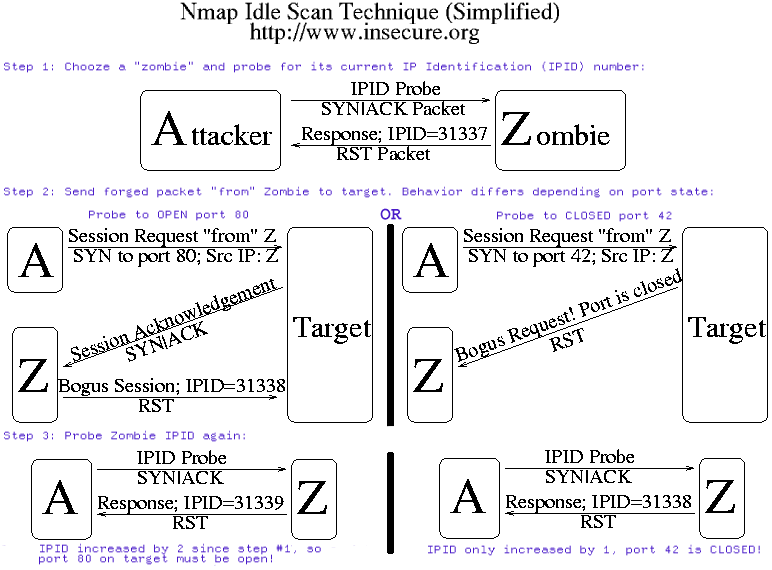 Nmap Idle Scan Technique (Simplified)
http://www.insecure.org
Step 1: Chooze a "zombie" and probe for its current IP Identification (IPID) number:
Attacker
IPID Probe
SYN|ACK Packet
Response; IPID=31337
RST Packet
Zombie
Step 2: Send forged packet "from" Zombie to target. Behavior differs depending on port state:
Probe to OPEN port 80
A
Session Request "from" Z
SYN to port 80; Src IP: Z
Session Acknowledgement
SYN|ACK
Target
Z
Bogus Session; IPID=31338
RST
OR
Probe to CLOSED port 42
A
Session Request "from" Z
SYN to port 42; Src IP: Z
Bogus Request! Port is closed
RST
Target
Z
Step 3: Probe Zombie IPID again:
A
IPID Probe
SYN|ACK
Response; IPID=31339
RST
Z
IPID increased by 2 since step #1, so
port 80 on target must be open!
A
IPID Probe
SYN|ACK
Response; IPID=31338
RST
Z
IPID only increased by 1, port 42 is CLOSED!